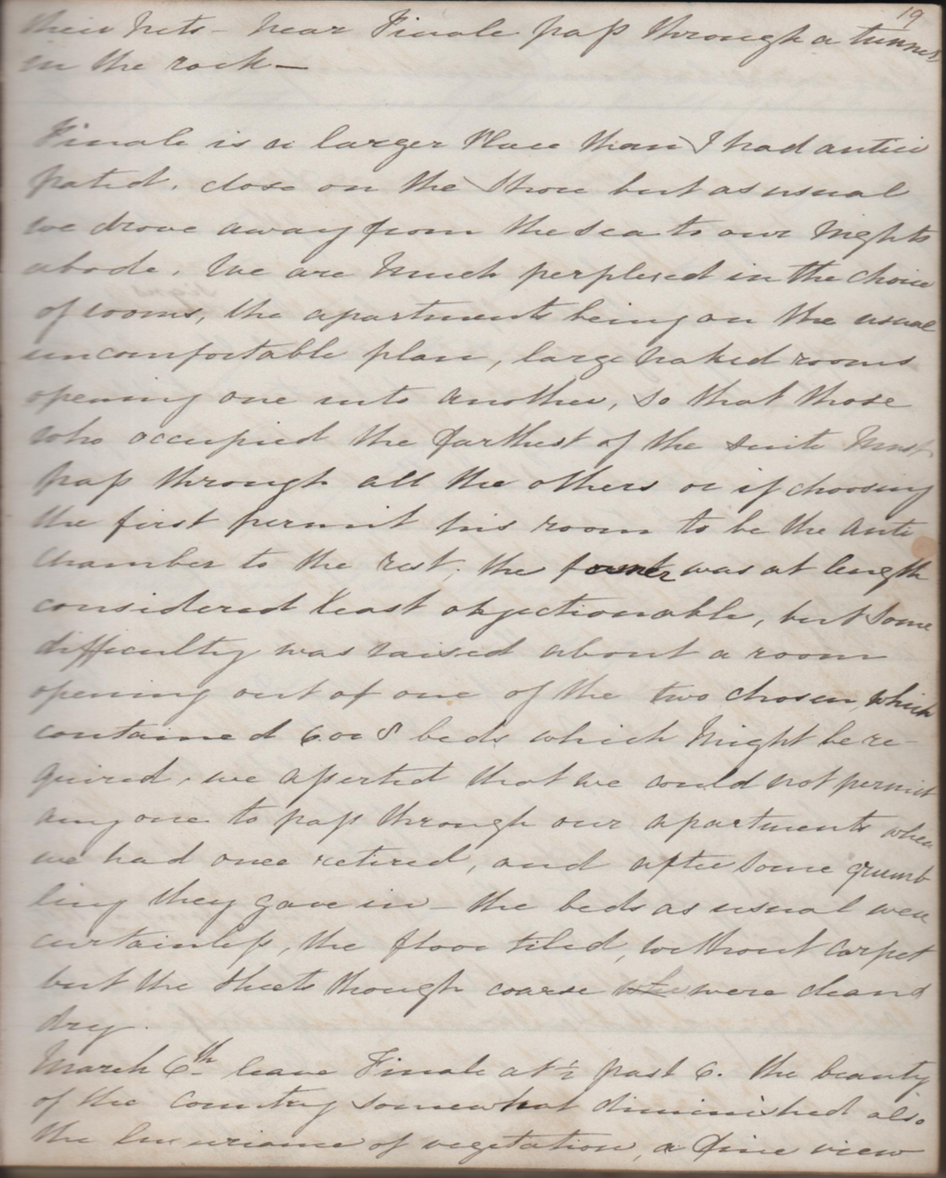 19
their nets - near Finale pass through a tunnel
in the rock —
Finale is a larger Place than I had antici
pated, close on the Shore but as usual
we drove away from the sea to our Nights
abode. We are Much perplexed in the choice
of rooms, the apartments being on the usual
uncomfortable plan, large naked rooms
opening one into another, so that those
who occupied the farthest of the suite Must
pass through all the others or if choosing
the first permit his room to be the anti
chamber to the rest. the former was at length
considered least objectionable, but some
difficulty was raised about a room
opening out of one of the two chosen which
contained 6 or 8 beds which Might be re-
quired, we asserted that we could not permit
any one to pass through our apartments when
we had once retired, and after some grumb
ling they gave in - the beds as usual were
curtainless, the floor tiled, without carpet
but the sheets though coarse were clean &
dry.
March 6th leave Finale at ½ past 6. the beauty
of the country somewhat diminished also
the luxuriance of vegetation, a fine view